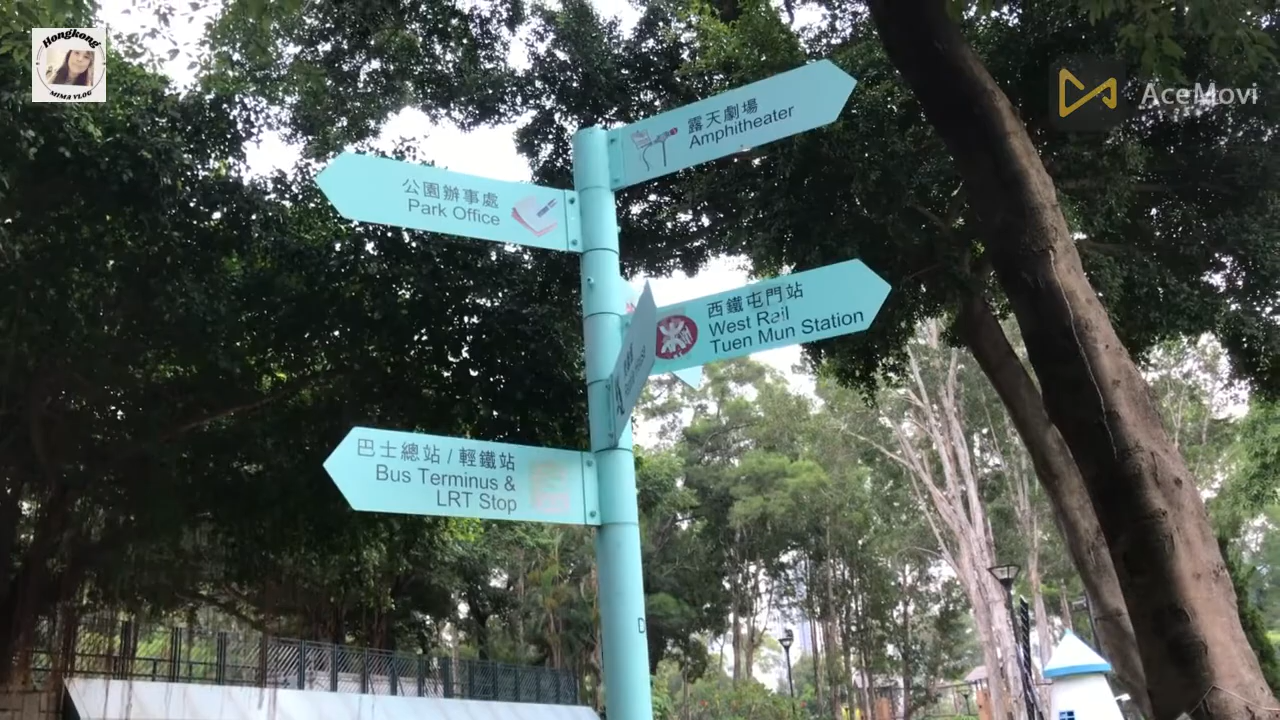 Hongkong
MIMA VLOG
AceMovi
露天劇場
Amphitheater
公園辦事處
Park Office
西鐵屯門站
West Rail
Tuen Mun Station
巴士總站 / 輕鐵站
Bus Terminus &
LRT Stop
D